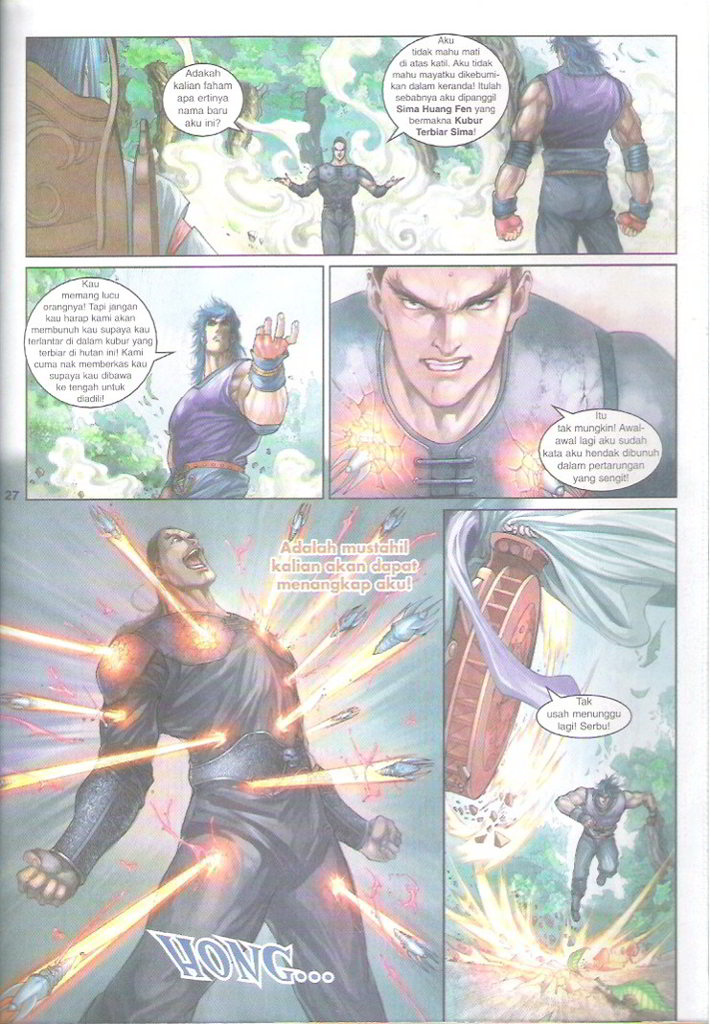 Adakah
kalian faham
apa ertinya
nama baru
aku ini?
Aku
tidak mahu mati
di atas katil. Aku tidak
mahu mayatku dikebumi-
kan dalam keranda! Itulah
sebabnya aku dipanggil
Sima Huang Fen yang
bermakna Kubur
Terbiar Sima!
Kau
memang lucu
orangnya! Tapi jangan
kau harap kami akan
membunuh kau supaya kau
terlantar di dalam kubur yang
terbiar di hutan ini! Kami
cuma nak memberkas kau
supaya kau dibawa
ke tengah untuk
diadili!
Itu
tak mungkin! Awal-
awal lagi aku sudah
kata aku hendak dibunuh
dalam pertarungan
yang sengit!
27
Adalah mustahil
kalian akan dapat
menangkap aku!
HONG...
Tak
usah menunggu
lagi! Serbu!